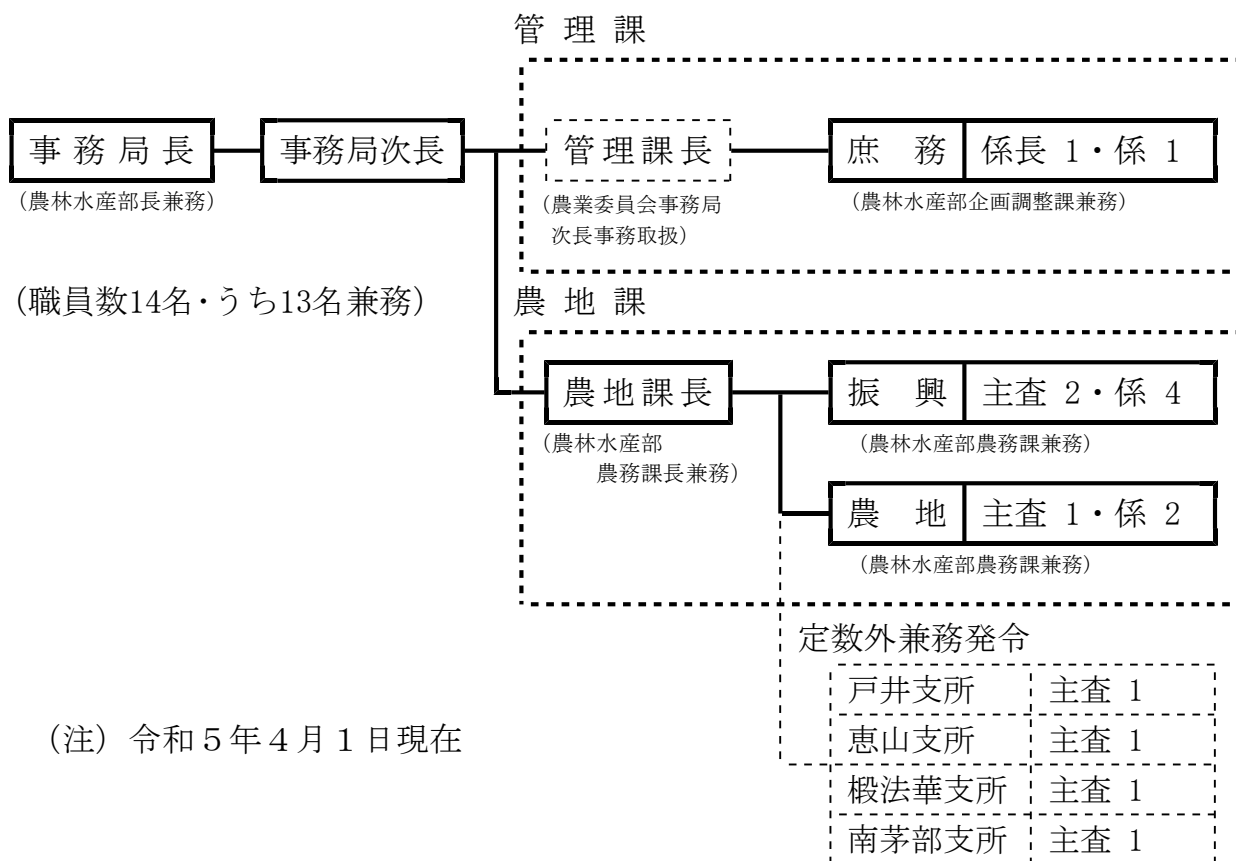 管理課
事務局長
事務局次長
管理課長
庶務 係長 1・係 1
(農林水産部長兼務)
(農業委員会事務局
次長事務取扱)
(農林水産部企画調整課兼務)
(職員数14名・うち13名兼務)
農地課
農地課長
振興 主査 2・係 4
(農林水産部
農務課長兼務)
(農林水産部農務課兼務)
農地 主査 1・係 2
(農林水産部農務課兼務)
定数外兼務発令
戸井支所 主査 1
恵山支所 主査 1
椴法華支所 主査 1
南茅部支所 主査 1
(注) 令和5年4月1日現在